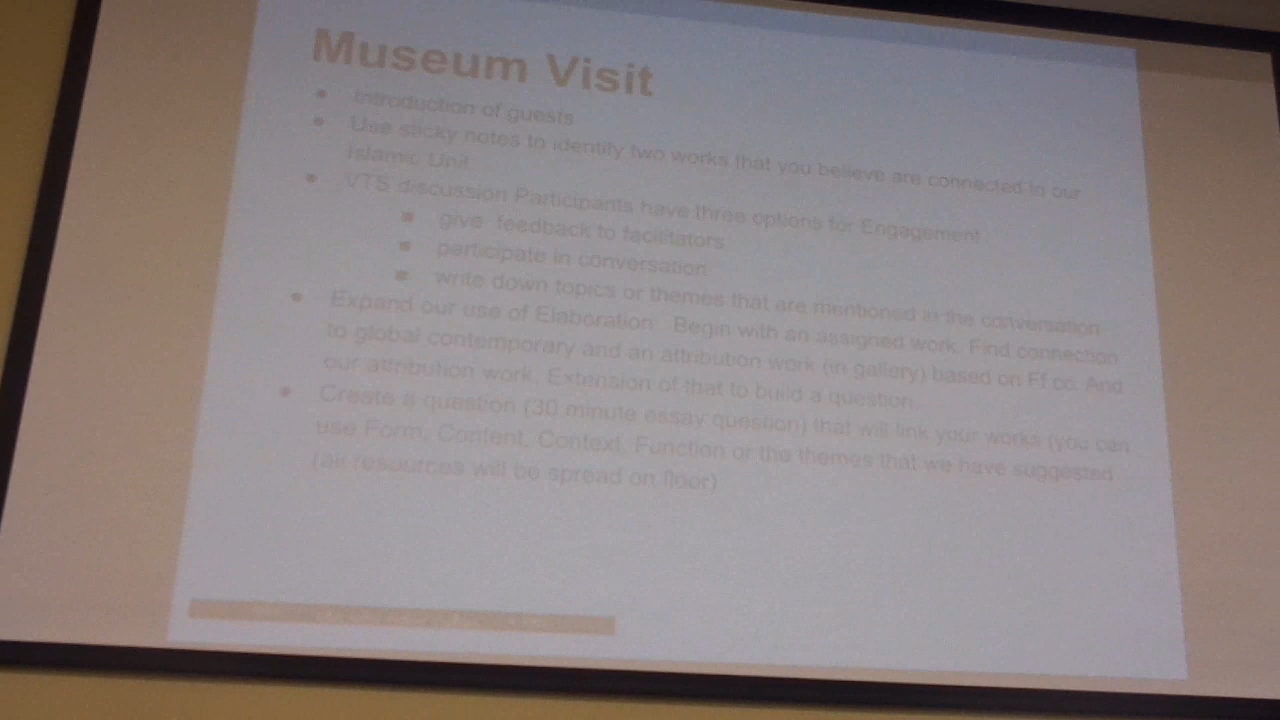 Museum Visit
Introduction of guests
Use sticky notes to identify two works that you believe are connected to our
Islamic Unit
VTS discussion Participants have three options for Engagement
give feedback to facilitators
participate in conversation
write down topics or themes that are mentioned in the conversation
Expand our use of Elaboration. Begin with an assigned work. Find connection
to global contemporary and an attribution work (in gallery) based on Ff.cc. And
our attribution work. Extension of that to build a question.
Create a question (30 minute essay question) that will link your works (you can
use Form, Content, Context, Function or the themes that we have suggested
(all resources will be spread on floor)